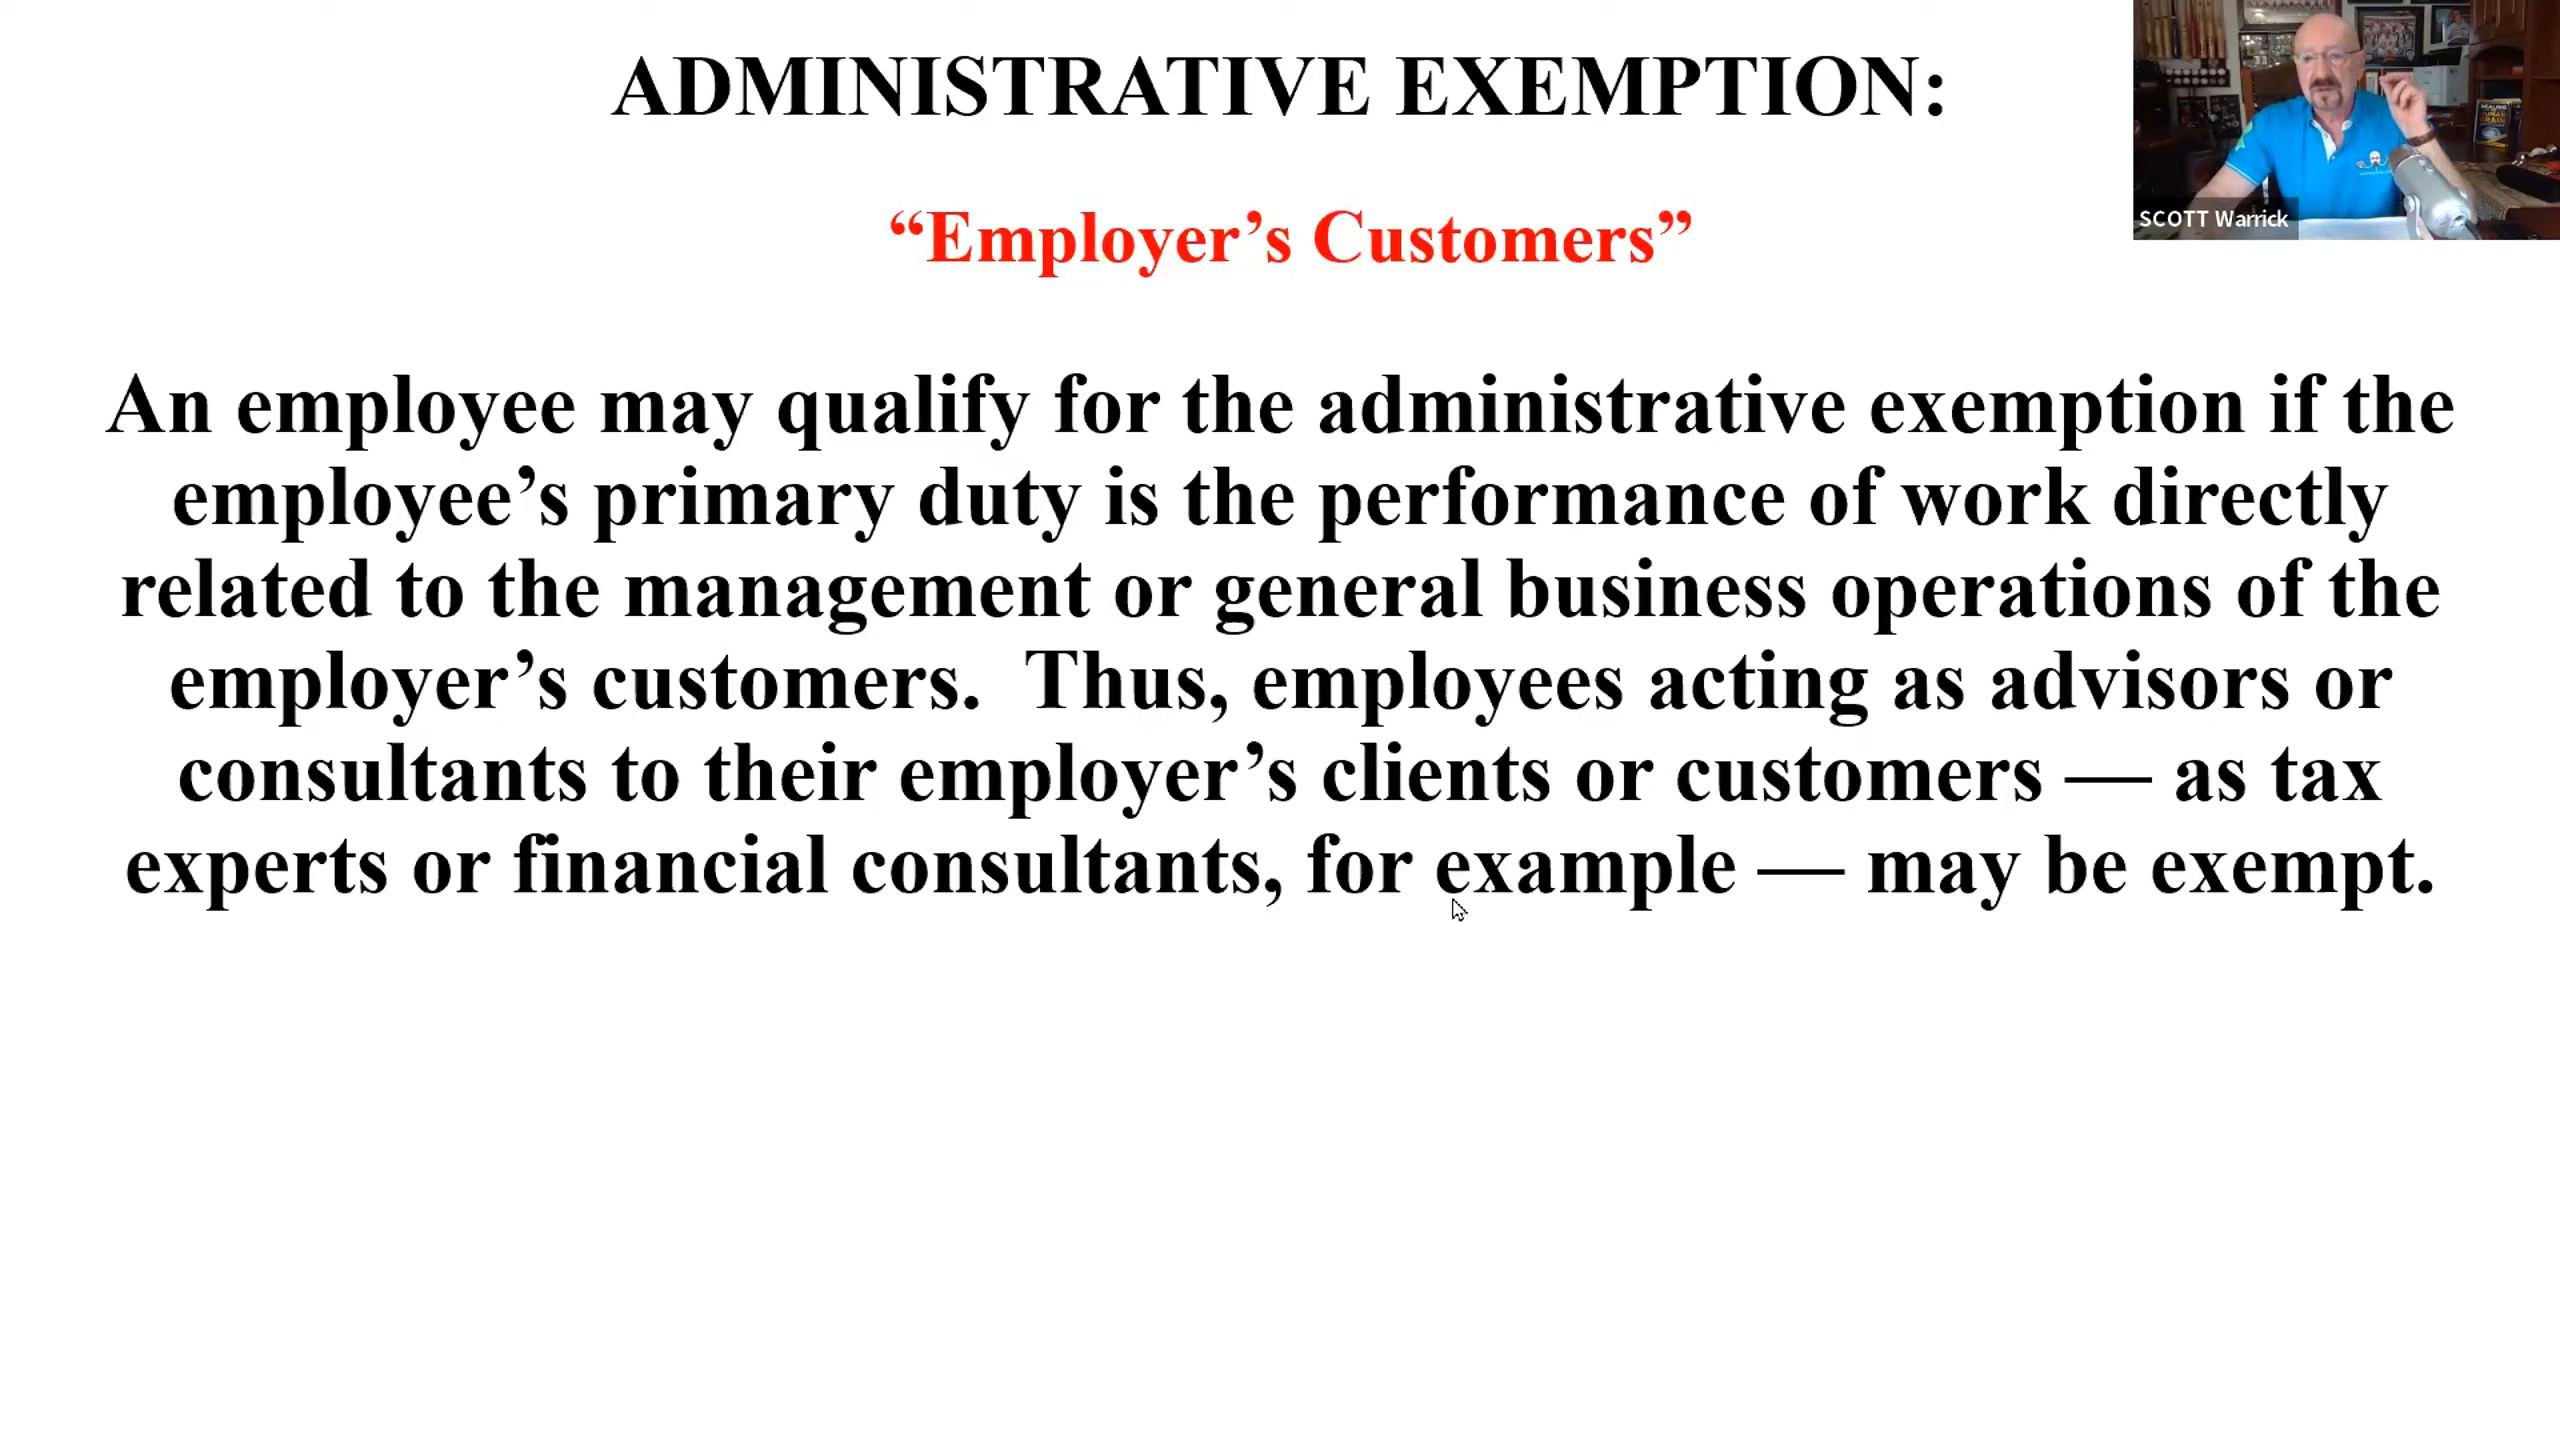 ADMINISTRATIVE EXEMPTION:
SCOTT Warrick
“Employer’s Customers”
An employee may qualify for the administrative exemption if the
employee’s primary duty is the performance of work directly
related to the management or general business operations of the
employer’s customers.  Thus, employees acting as advisors or
consultants to their employer’s clients or customers — as tax
experts or financial consultants, for example — may be exempt.